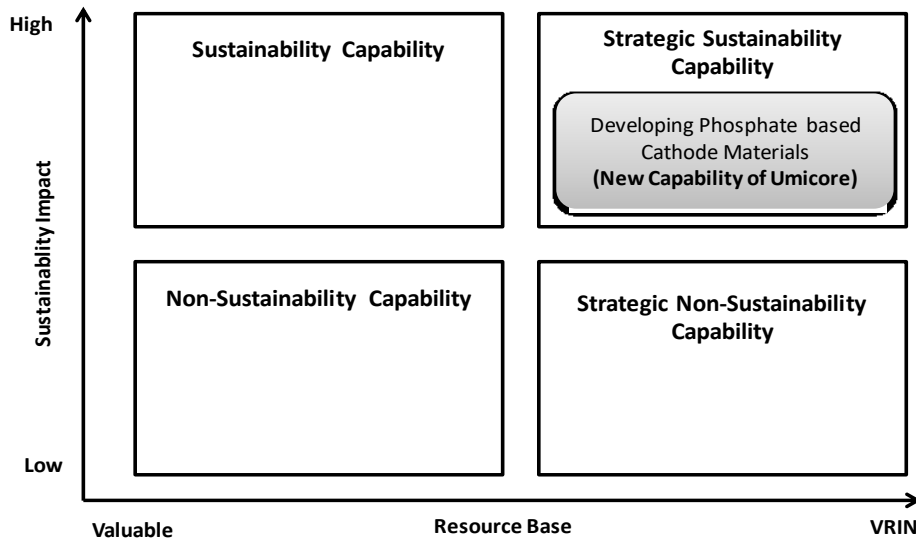 High
Sustainability Capability
Strategic Sustainability
Capability
Developing Phosphate based
Cathode Materials
(New Capability of Umicore)
Sustainablity Impact
Non-Sustainability Capability
Strategic Non-Sustainability
Capability
Low
Valuable
Resource Base
VRIN